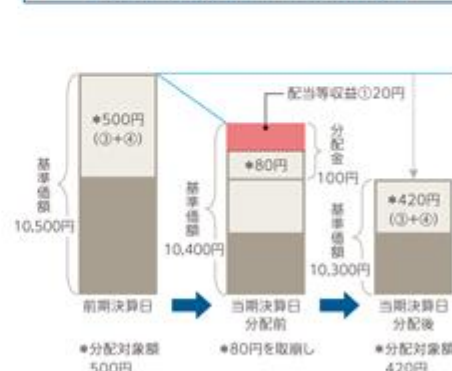 *500円
(③+④)
基準価額
10,500円
前期決算日
*分配対象額
500円
配当等収益①20円
*80円
分配金
100円
基準価額
10,400円
当期決算日
分配前
*80円を取崩し
*420円
(③+④)
基準価額
10,300円
当期決算日
分配後
*分配対象額
420円